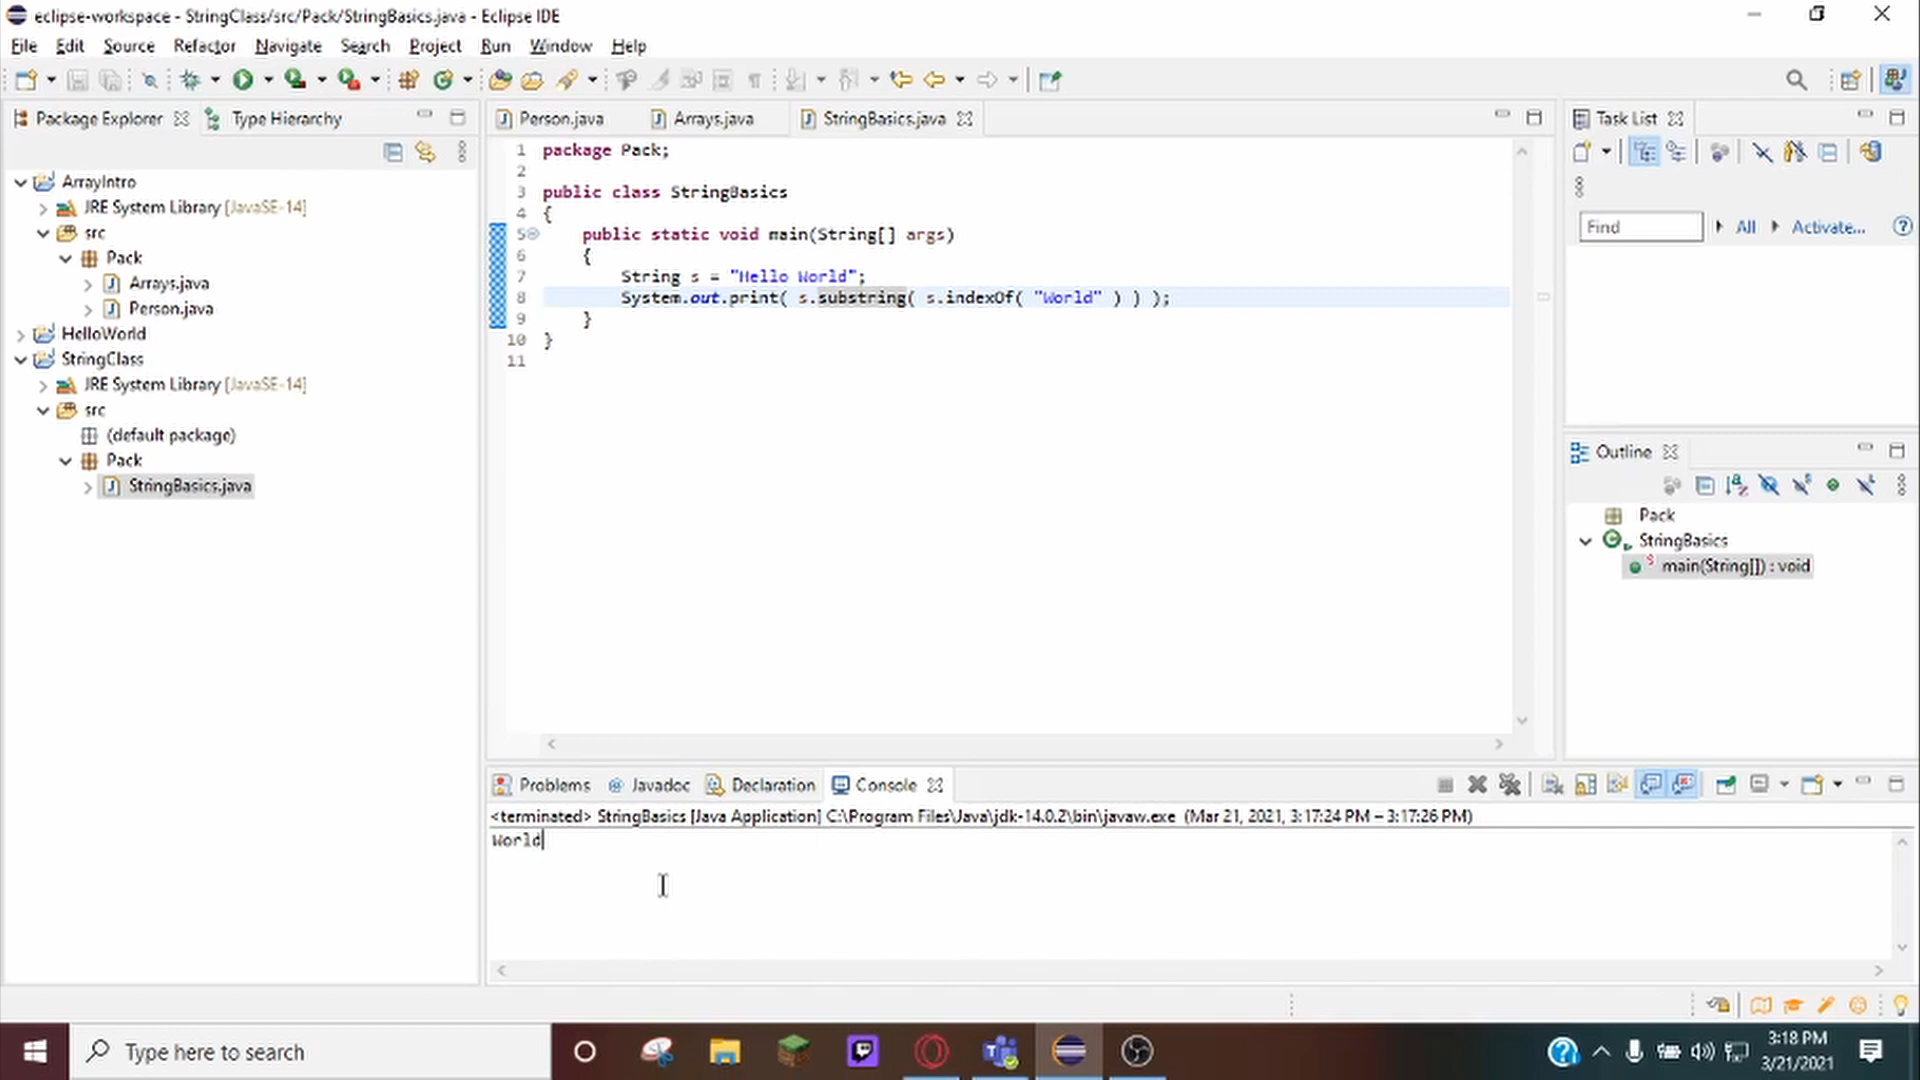 eclipse-workspace - StringClass/src/Pack/StringBasics.java - Eclipse IDE
File Edit Source Refactor Navigate Search Project Run Window Help
Package Explorer Type Hierarchy
ArrayIntro
JRE System Library [JavaSE-14]
src
Pack
Arrays.java
Person.java
HelloWorld
StringClass
JRE System Library [JavaSE-14]
src
(default package)
Pack
StringBasics.java
Person.java Arrays.java StringBasics.java
1 package Pack;
2
3 public class StringBasics
4 {
5 public static void main(String[] args)
6 {
7 String s = "Hello World";
8 System.out.print( s.substring( s.indexOf( "World" ) ) );
9 }
10 }
11
Task List
Find All Activate...
Outline
Pack
StringBasics
main(String[]) : void
Problems Javadoc Declaration Console
<terminated> StringBasics [Java Application] C:\Program Files\Java\jdk-14.0.2\bin\javaw.exe (Mar 21, 2021, 3:17:24 PM – 3:17:26 PM)
World
Type here to search
3:18 PM
3/21/2021